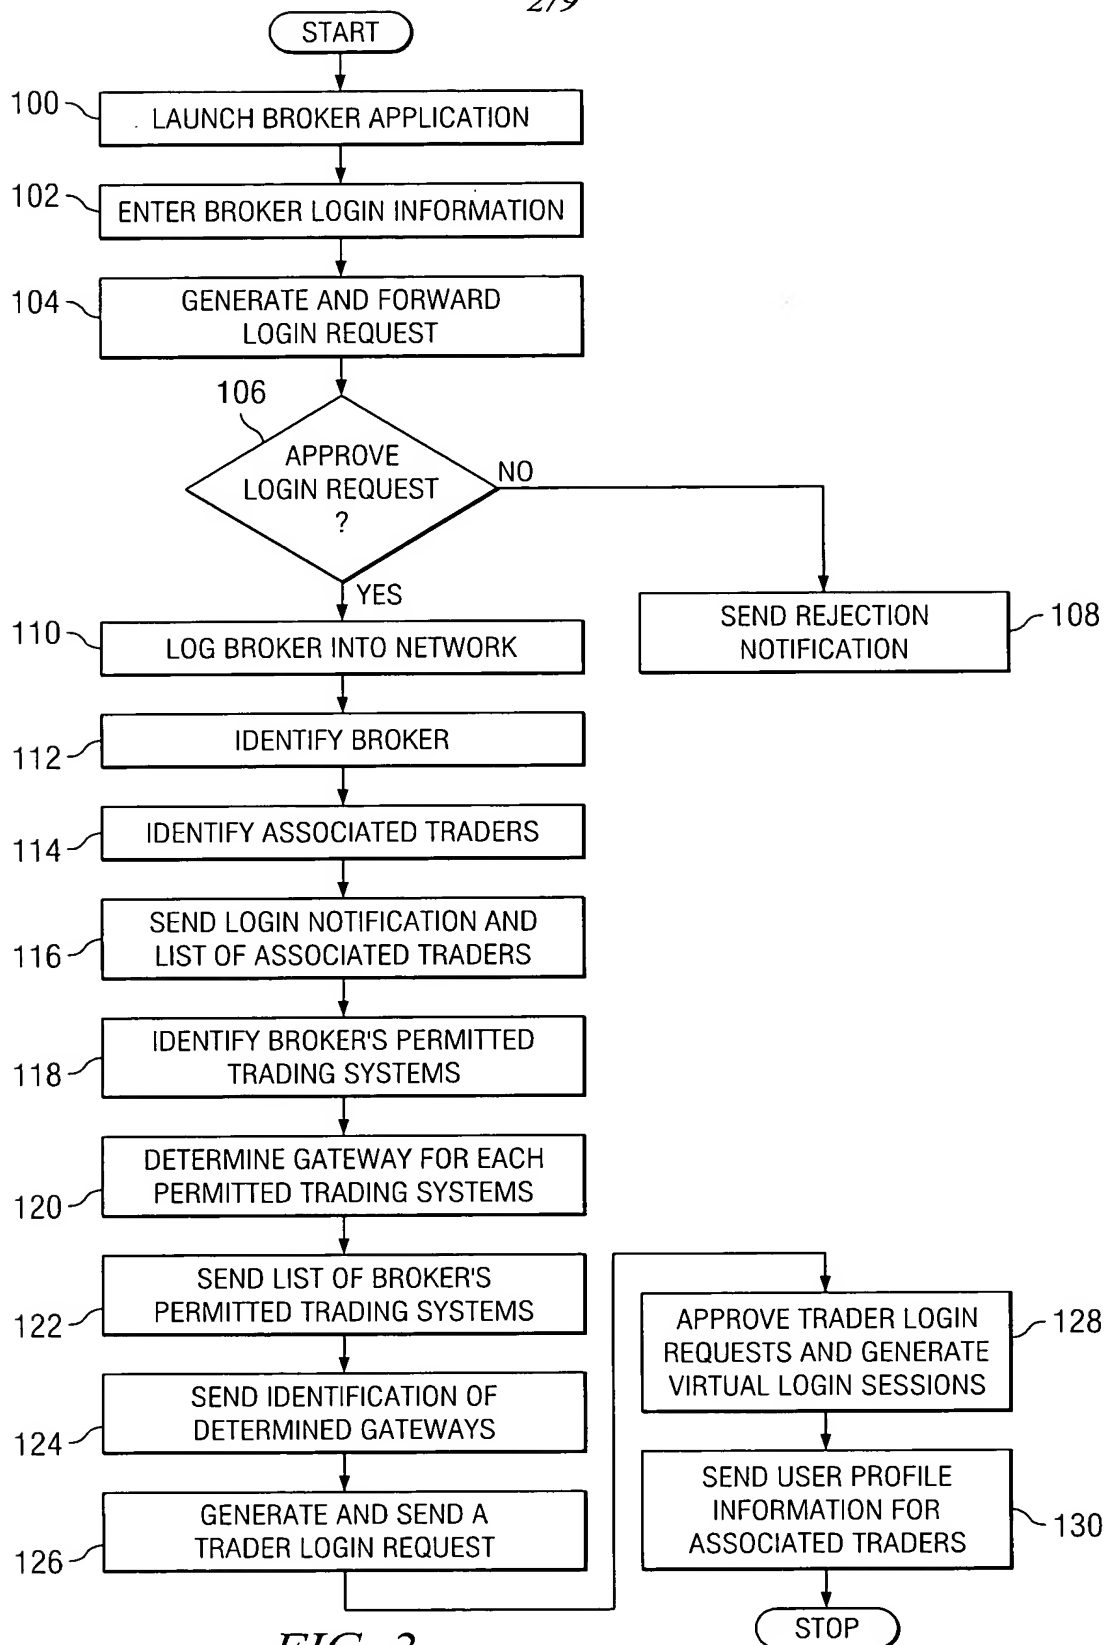 2/9
START
100
LAUNCH BROKER APPLICATION
102
ENTER BROKER LOGIN INFORMATION
104
GENERATE AND FORWARD
LOGIN REQUEST
106
APPROVE
LOGIN REQUEST
?
NO
YES
SEND REJECTION
NOTIFICATION
108
110
LOG BROKER INTO NETWORK
112
IDENTIFY BROKER
114
IDENTIFY ASSOCIATED TRADERS
116
SEND LOGIN NOTIFICATION AND
LIST OF ASSOCIATED TRADERS
118
IDENTIFY BROKER'S PERMITTED
TRADING SYSTEMS
120
DETERMINE GATEWAY FOR EACH
PERMITTED TRADING SYSTEMS
122
SEND LIST OF BROKER'S
PERMITTED TRADING SYSTEMS
124
SEND IDENTIFICATION OF
DETERMINED GATEWAYS
126
GENERATE AND SEND A
TRADER LOGIN REQUEST
APPROVE TRADER LOGIN
REQUESTS AND GENERATE
VIRTUAL LOGIN SESSIONS
128
SEND USER PROFILE
INFORMATION FOR
ASSOCIATED TRADERS
130
STOP
FIG. 2